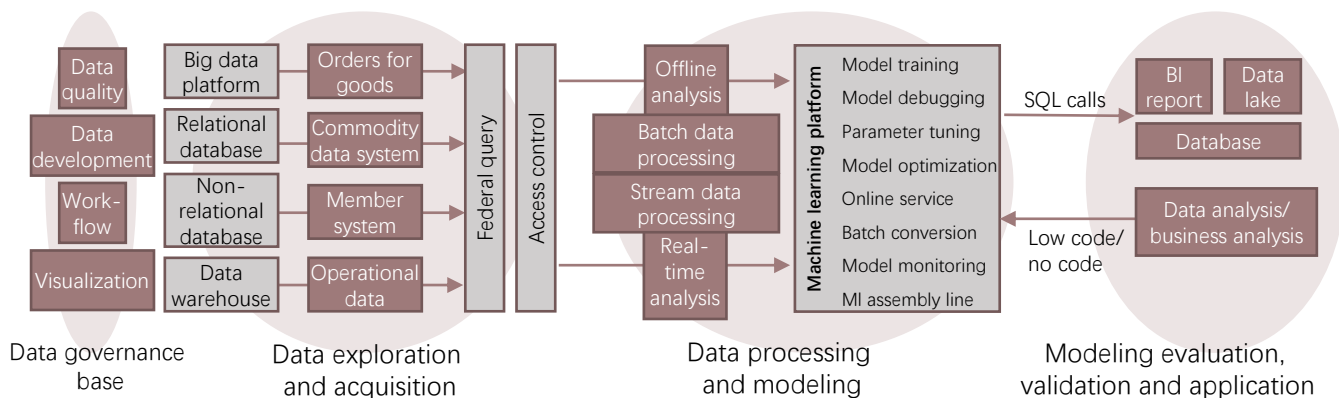 Data
quality
Data
development
Work-
flow
Visualization
Data governance
base
Big data
platform
Relational
database
Non-
relational
database
Data
warehouse
Orders for
goods
Commodity
data system
Member
system
Operational
data
Federal query
Access control
Data exploration
and acquisition
Offline
analysis
Batch data
processing
Stream data
processing
Real-
time
analysis
Machine learning platform
Model training
Model debugging
Parameter tuning
Model optimization
Online service
Batch conversion
Model monitoring
MI assembly line
Data processing
and modeling
SQL calls
Low code/
no code
BI
report
Data
lake
Database
Data analysis/
business analysis
Modeling evaluation,
validation and application